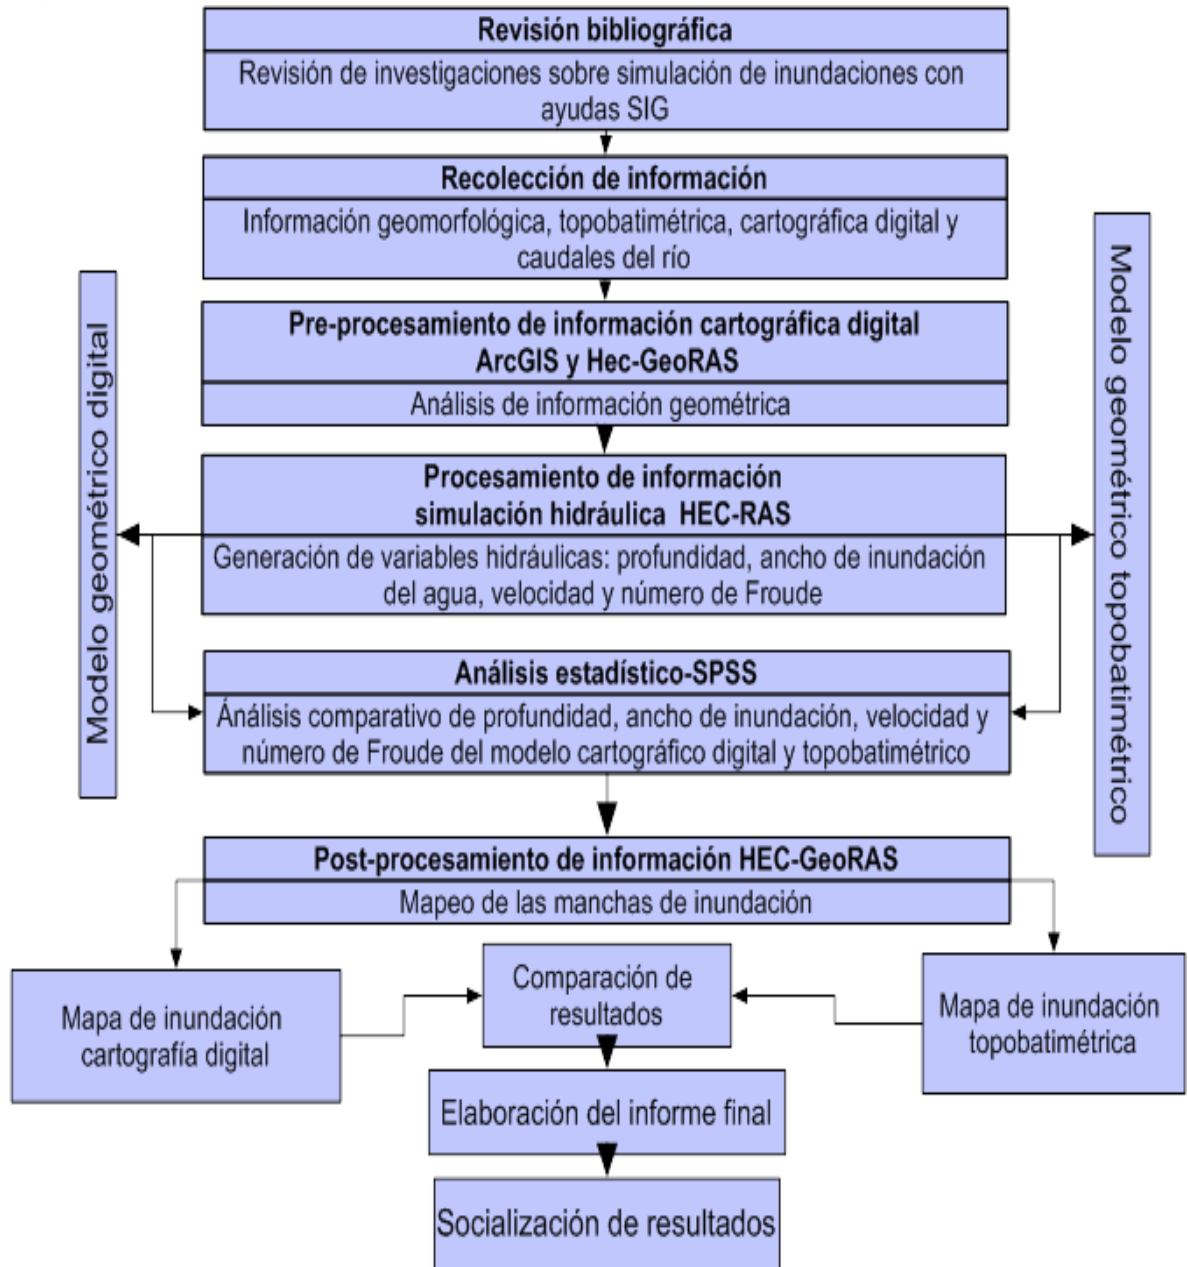 Revisión bibliográfica
Revisión de investigaciones sobre simulación de inundaciones con
ayudas SIG
Recolección de información
Información geomorfológica, topobatimétrica, cartográfica digital y
caudales del río
Pre-procesamiento de información cartográfica digital
ArcGIS y Hec-GeoRAS
Análisis de información geométrica
Procesamiento de información
simulación hidráulica HEC-RAS
Generación de variables hidráulicas: profundidad, ancho de inundación
del agua, velocidad y número de Froude
Modelo geométrico digital
Modelo geométrico topobatimétrico
Análisis estadístico-SPSS
Ánálisis comparativo de profundidad, ancho de inundación, velocidad y
número de Froude del modelo cartográfico digital y topobatimétrico
Post-procesamiento de información HEC-GeoRAS
Mapeo de las manchas de inundación
Mapa de inundación
cartografía digital
Comparación de
resultados
Mapa de inundación
topobatimétrica
Elaboración del informe final
Socialización de resultados